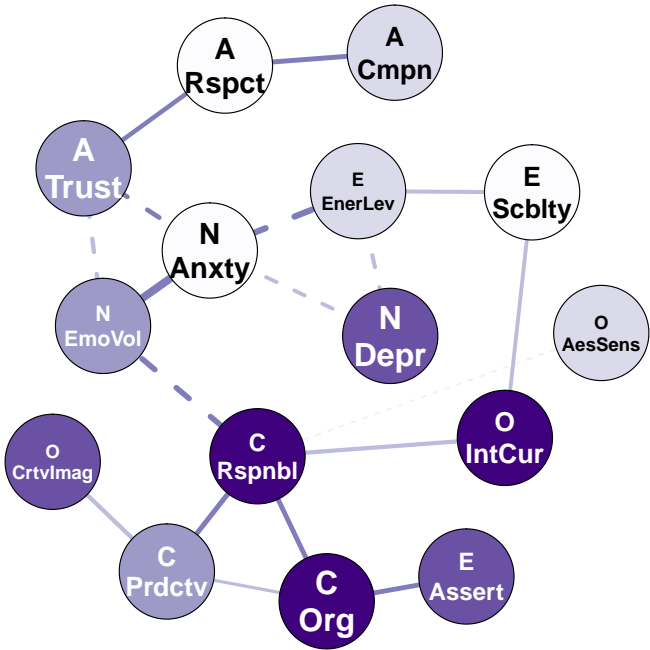 A
Rspct
A
Cmpn
A
Trust
E
EnerLev
E
Scblty
N
Anxty
N
EmoVol
N
Depr
O
AesSens
C
Rspnbl
O
IntCur
O
CrtvImag
C
Prdctv
C
Org
E
Assert